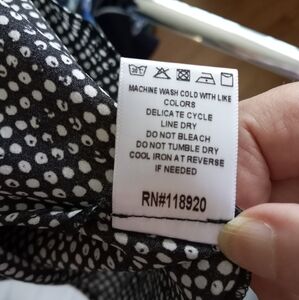 MACHINE WASH COLD WITH LIKE
COLORS
DELICATE CYCLE
LINE DRY
DO NOT BLEACH
DO NOT TUMBLE DRY
COOL IRON AT REVERSE
IF NEEDED
RN#118920